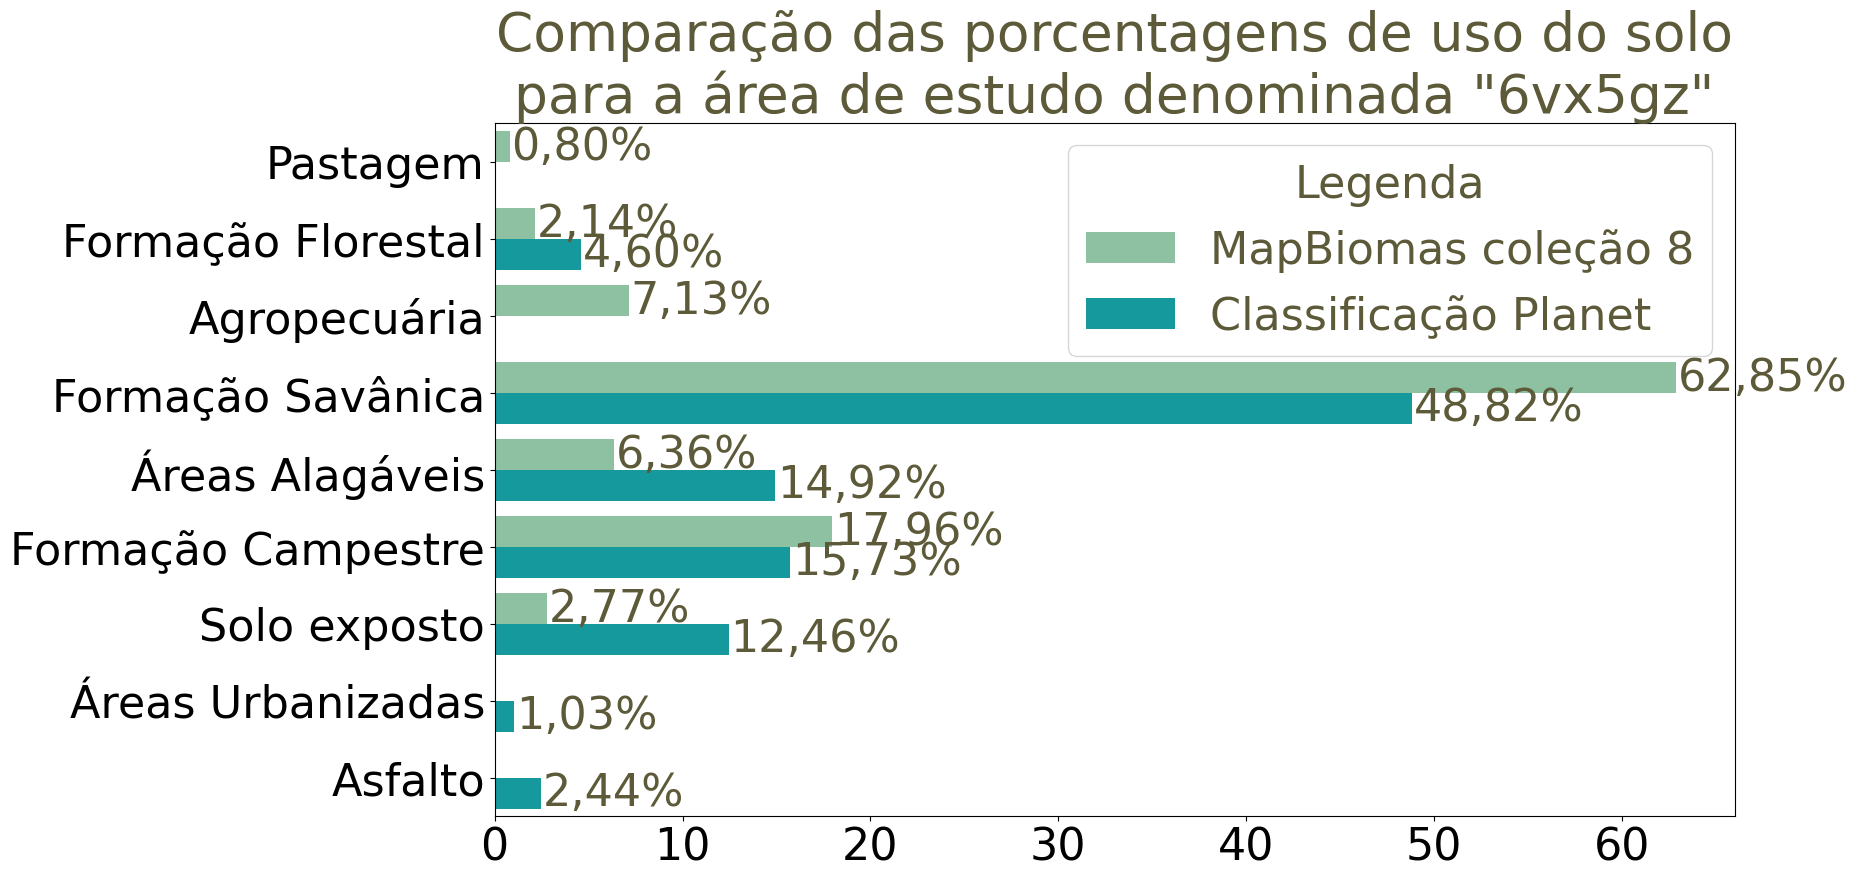 Comparação das porcentagens de uso do solo
para a área de estudo denominada "6vx5gz"
Legenda
MapBiomas coleção 8
Classificação Planet
Pastagem
0,80%
Formação Florestal
2,14%
4,60%
Agropecuária
7,13%
Formação Savânica
62,85%
48,82%
Áreas Alagáveis
6,36%
14,92%
Formação Campestre
17,96%
15,73%
Solo exposto
2,77%
12,46%
Áreas Urbanizadas
1,03%
Asfalto
2,44%
0 10 20 30 40 50 60